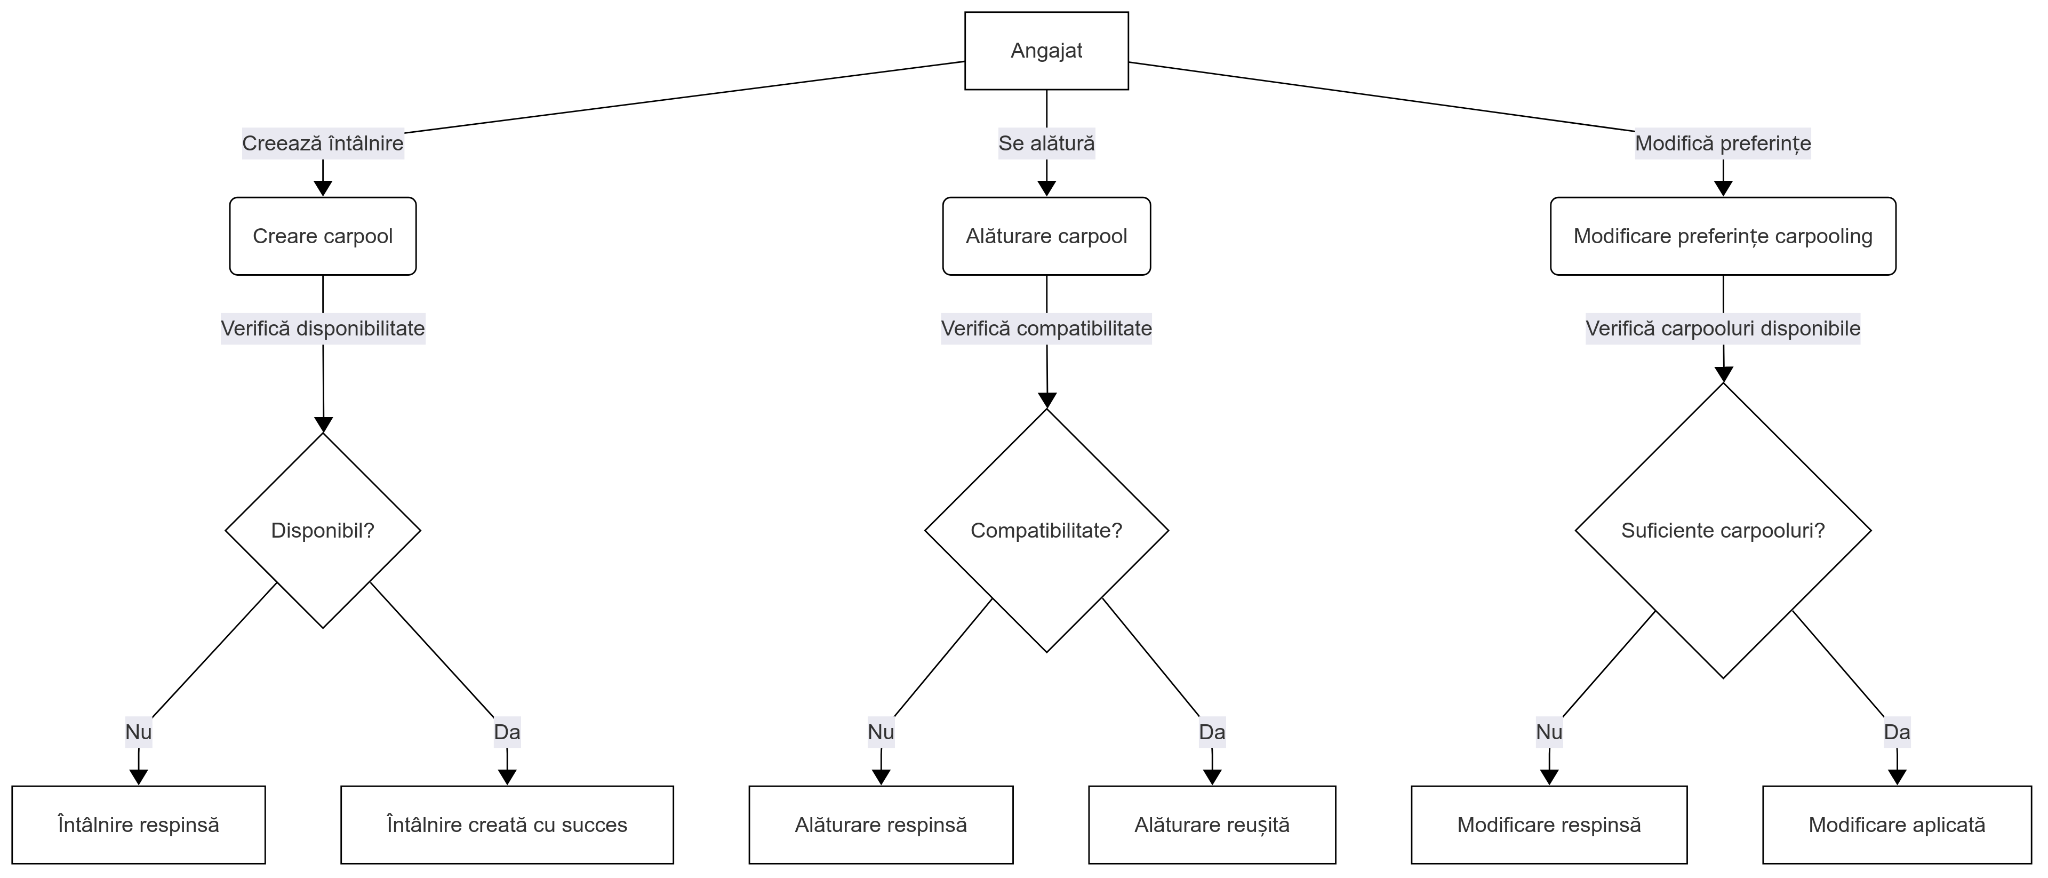 Angajat
Creează întâlnire
Se alătură
Modifică preferințe
Creare carpool
Alăturare carpool
Modificare preferințe carpooling
Verifică disponibilitate
Verifică compatibilitate
Verifică carpooluri disponibile
Disponibil?
Compatibilitate?
Suficiente carpooluri?
Nu
Da
Nu
Da
Nu
Da
Întâlnire respinsă
Întâlnire creată cu succes
Alăturare respinsă
Alăturare reușită
Modificare respinsă
Modificare aplicată